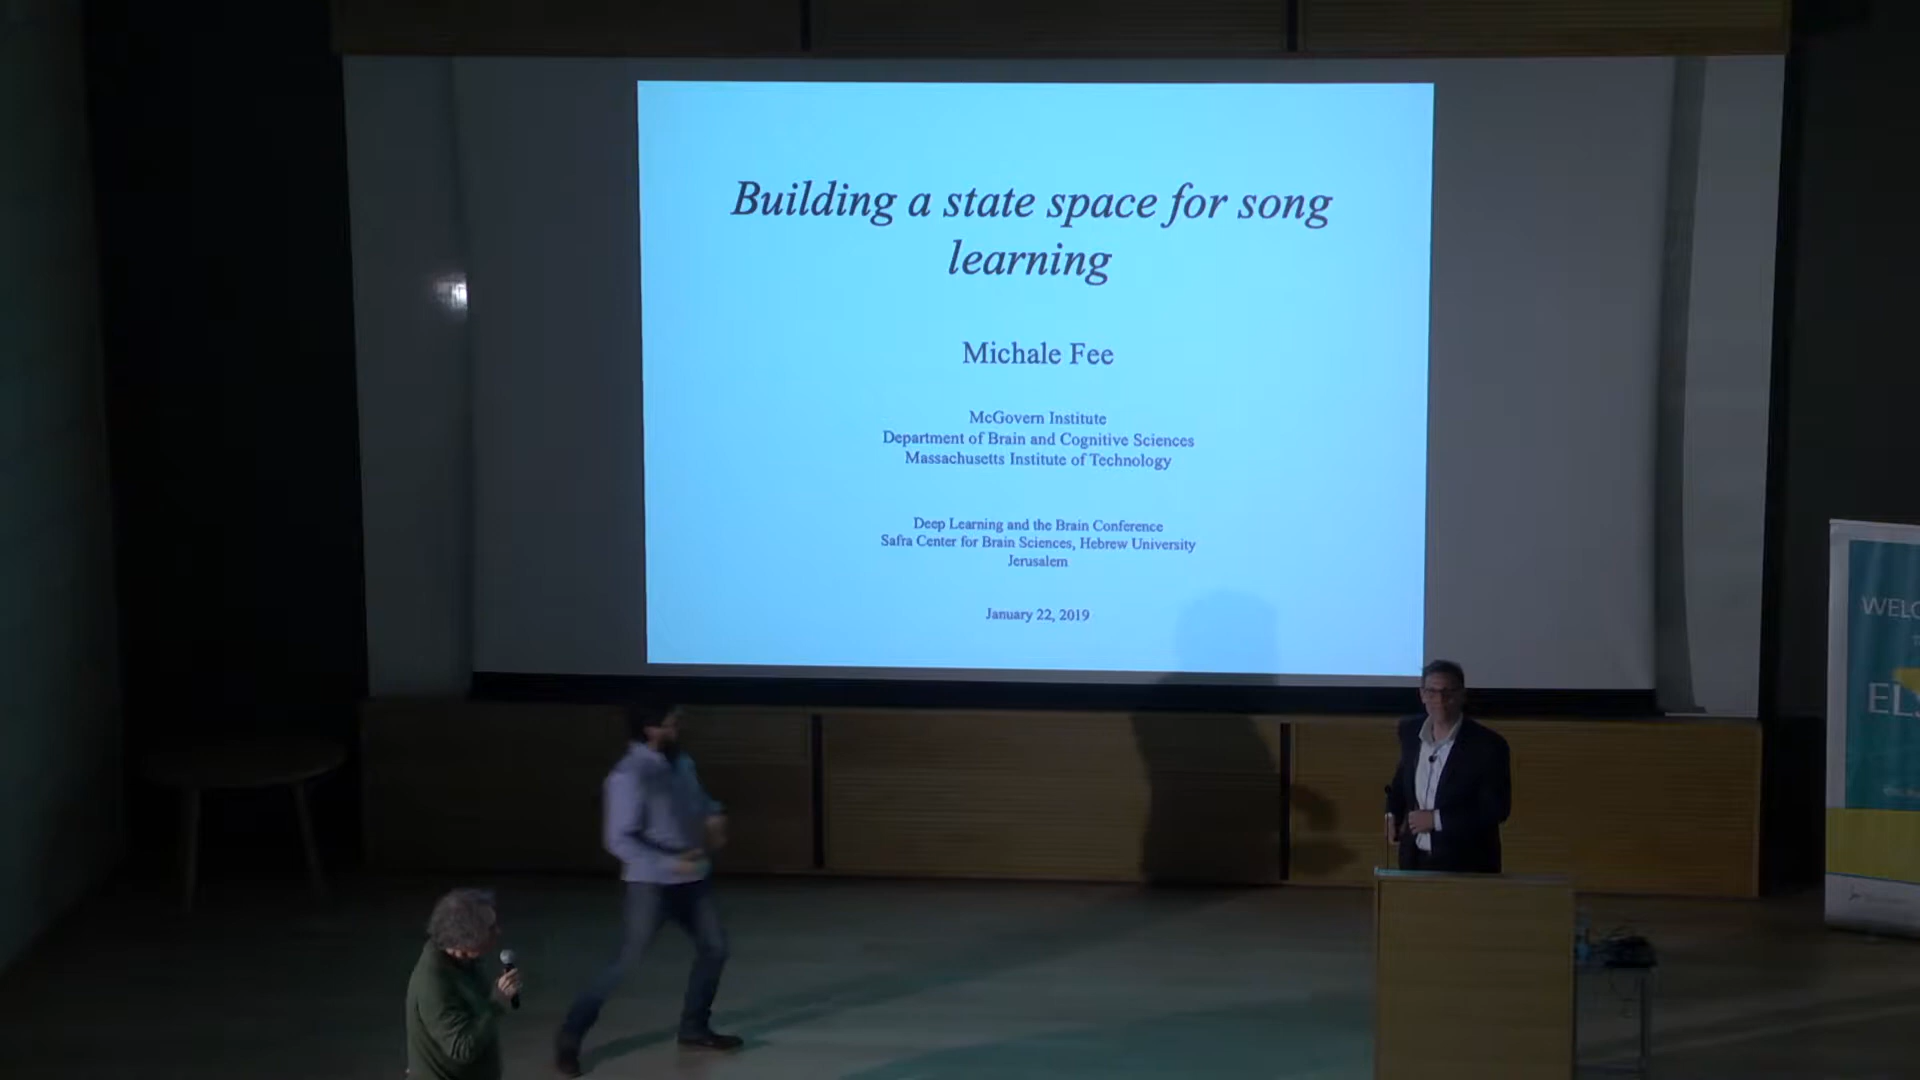 Building a state space for song
learning
Michale Fee
McGovern Institute
Department of Brain and Cognitive Sciences
Massachusetts Institute of Technology
Deep Learning and the Brain Conference
Safra Center for Brain Sciences, Hebrew University
Jerusalem
January 22, 2019